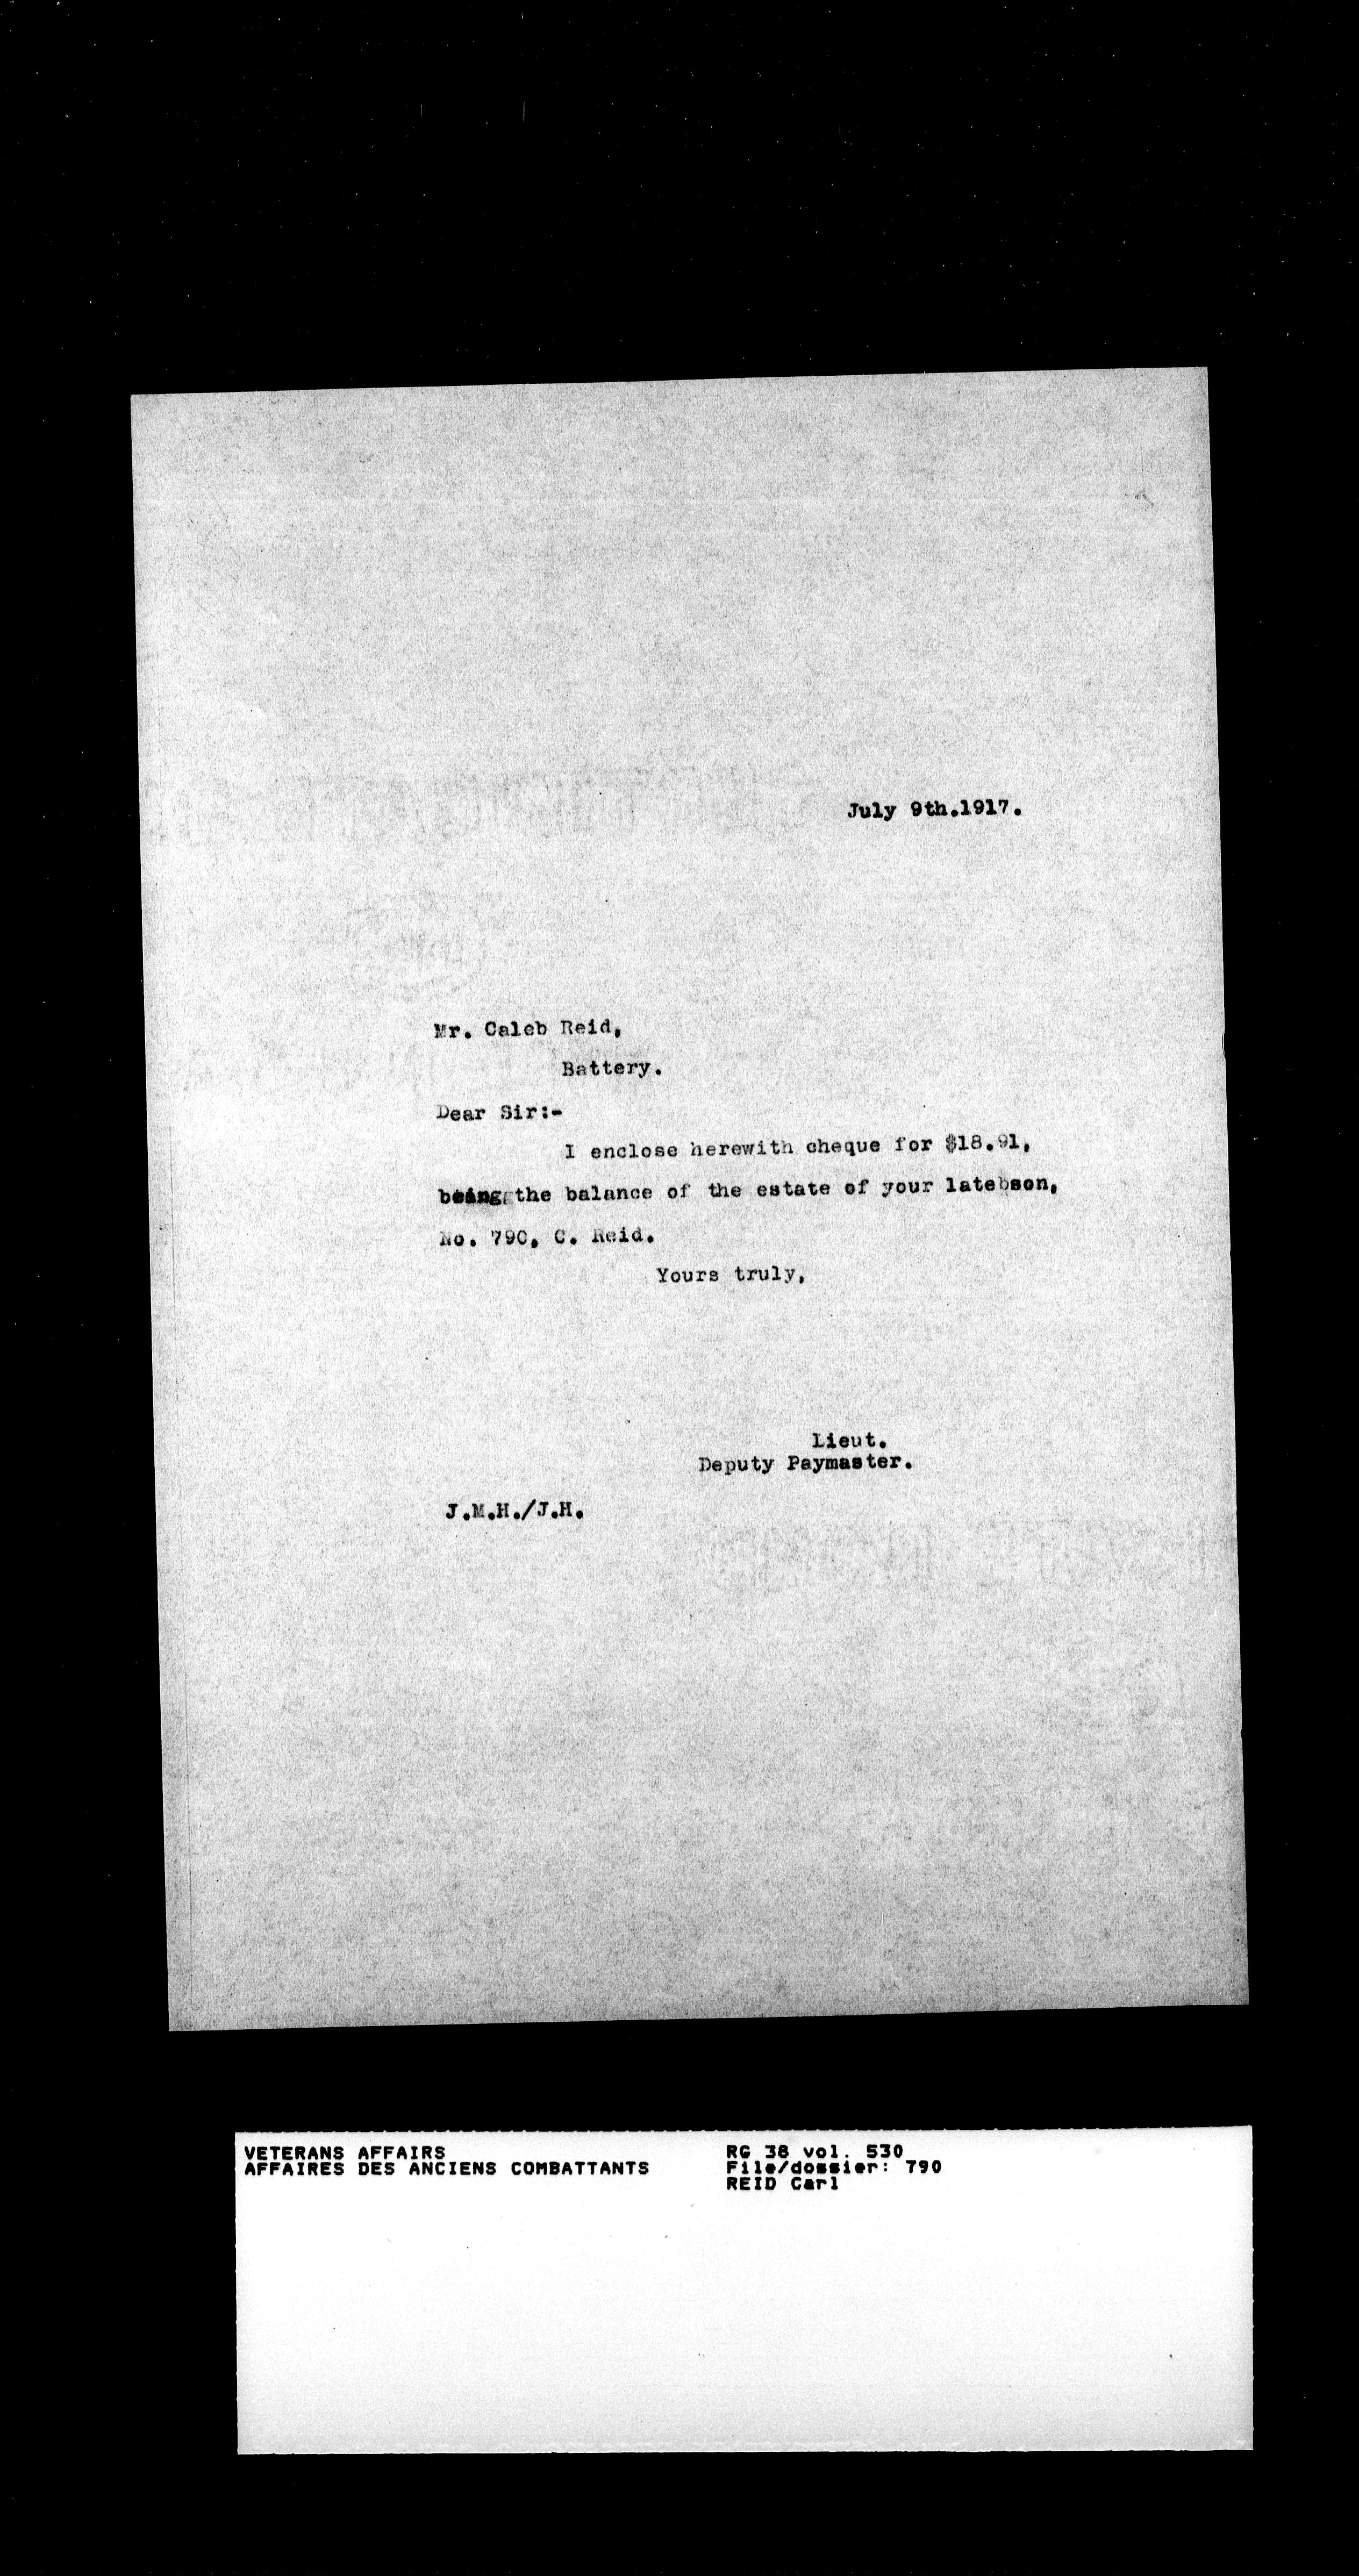 July 9th.1917.
Mr. Caleb Reid,
Battery.
Dear Sir:-
I enclose herewith cheque for $18.91,
being the balance of the estate of your late son,
No. 790, C. Reid.
Yours truly,
Lieut.
Deputy Paymaster.
J.M.H./J.H.
VETERANS AFFAIRS
AFFAIRES DES ANCIENS COMBATTANTS
RG 38 vol. 530
File/dossier: 790
REID Carl